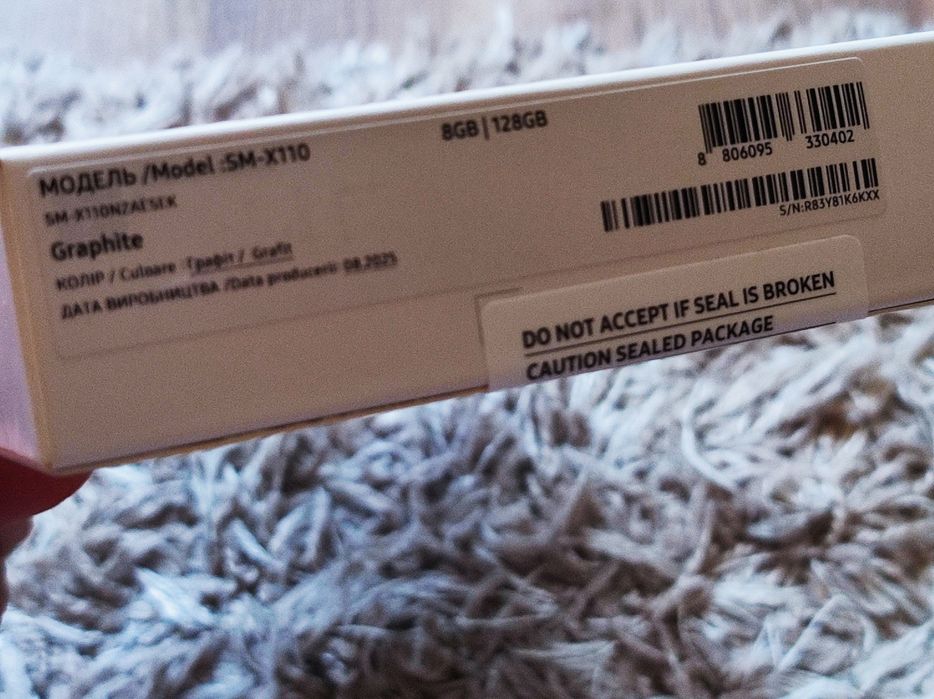 МОДЕЛЬ /Model :SM-X110
8GB | 128GB
SM-X110NZAESEK
Graphite
КОЛІР / Culoare :Графіт / Grafit
ДАТА ВИРОБНИЦТВА /Data producerii: 08.2025
8 806095 330402
S/N:R83Y81K6KXX
DO NOT ACCEPT IF SEAL IS BROKEN
CAUTION SEALED PACKAGE